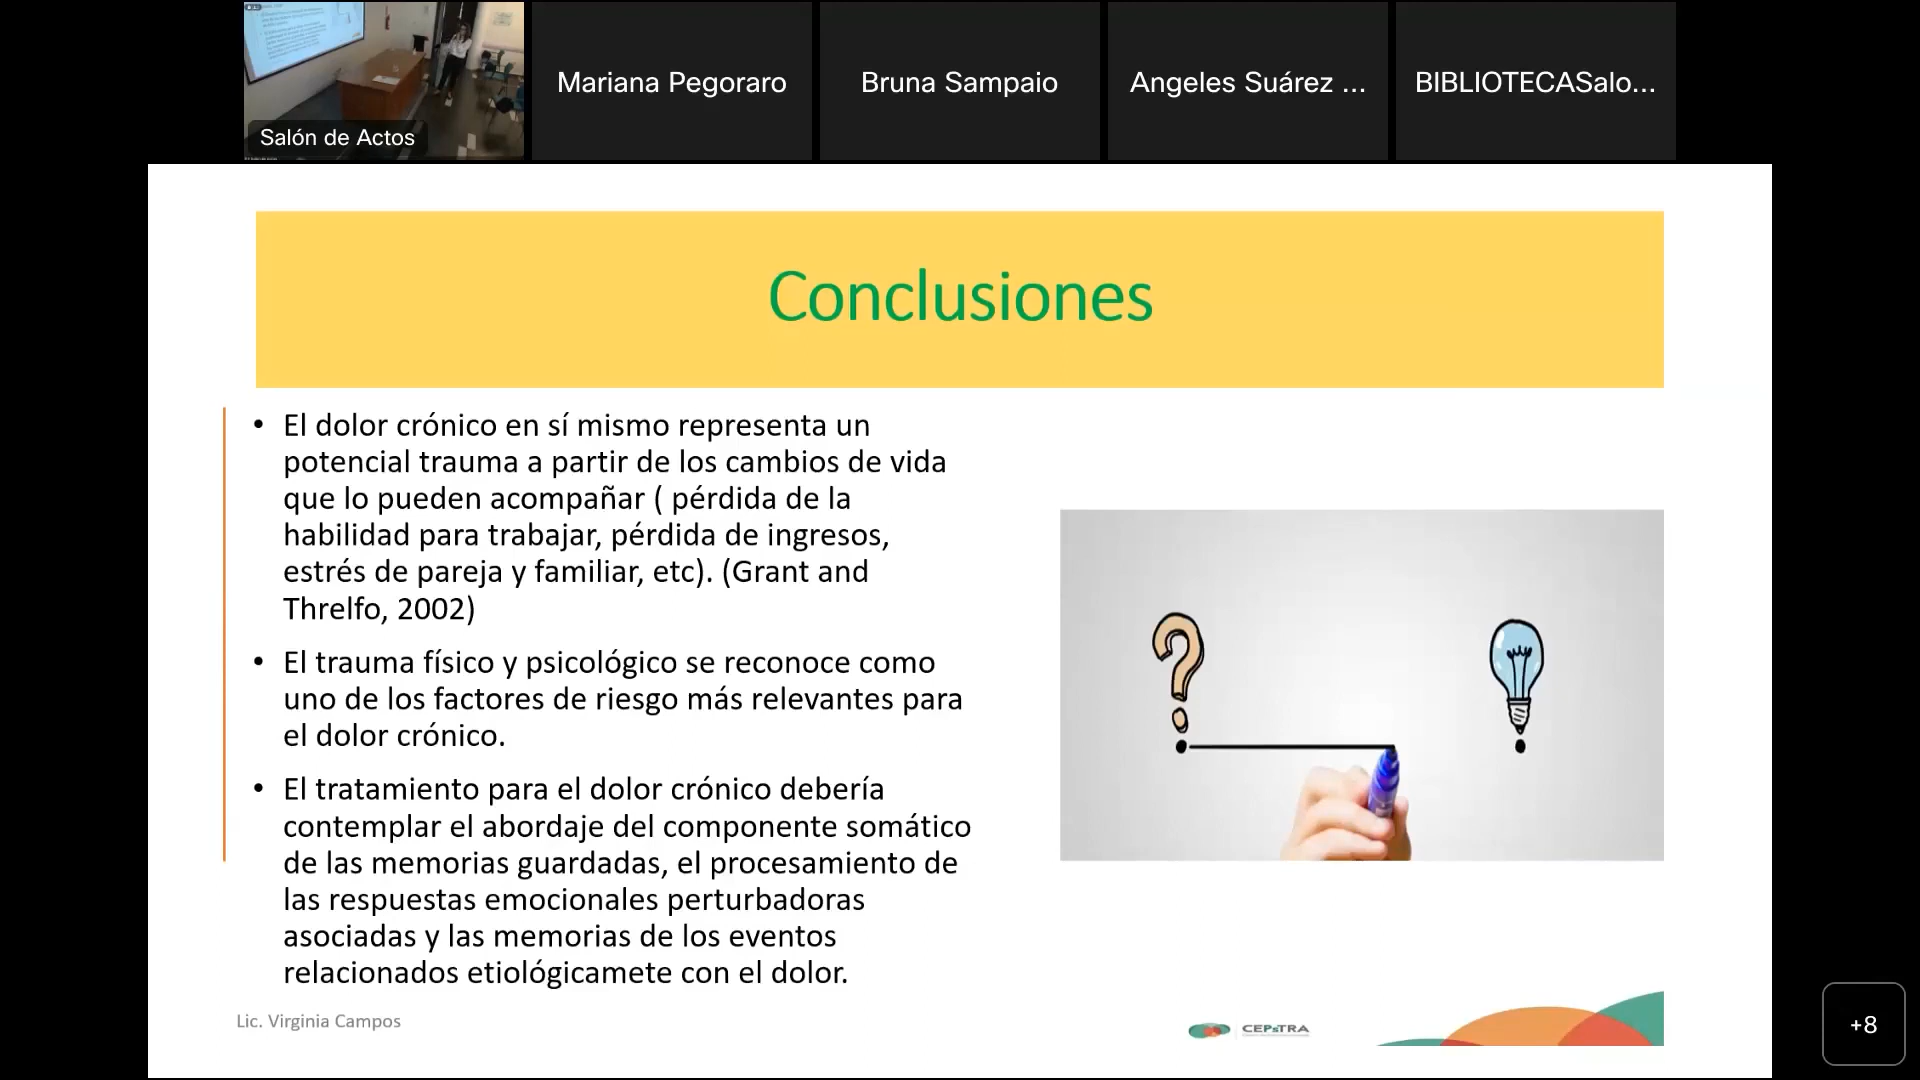 Salón de Actos
Mariana Pegoraro
Bruna Sampaio
Angeles Suárez ...
BIBLIOTECASalo...
Conclusiones
• El dolor crónico en sí mismo representa un
potencial trauma a partir de los cambios de vida
que lo pueden acompañar ( pérdida de la
habilidad para trabajar, pérdida de ingresos,
estrés de pareja y familiar, etc). (Grant and
Threlfo, 2002)
• El trauma físico y psicológico se reconoce como
uno de los factores de riesgo más relevantes para
el dolor crónico.
• El tratamiento para el dolor crónico debería
contemplar el abordaje del componente somático
de las memorias guardadas, el procesamiento de
las respuestas emocionales perturbadoras
asociadas y las memorias de los eventos
relacionados etiológicamete con el dolor.
Lic. Virginia Campos
CEPsTRA
+8